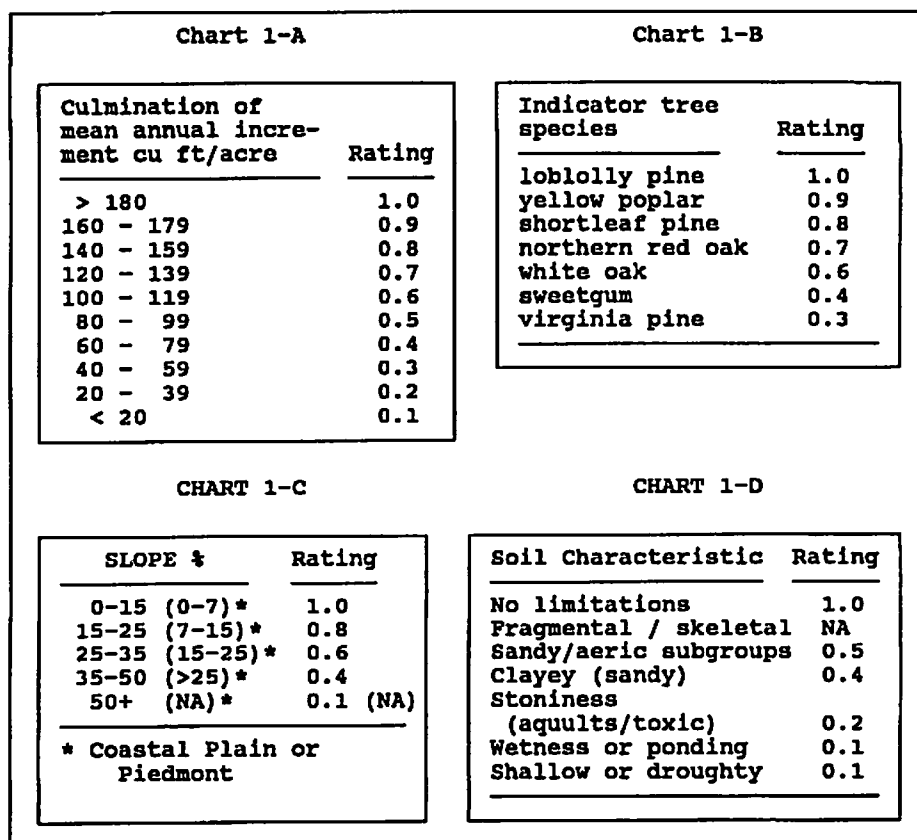 Chart 1-A
Culmination of
mean annual incre-
ment cu ft/acre Rating
> 180 1.0
160 - 179 0.9
140 - 159 0.8
120 - 139 0.7
100 - 119 0.6
80 - 99 0.5
60 - 79 0.4
40 - 59 0.3
20 - 39 0.2
< 20 0.1
Chart 1-B
Indicator tree
species Rating
loblolly pine 1.0
yellow poplar 0.9
shortleaf pine 0.8
northern red oak 0.7
white oak 0.6
sweetgum 0.4
virginia pine 0.3
CHART 1-C
SLOPE % Rating
0-15 (0-7)* 1.0
15-25 (7-15)* 0.8
25-35 (15-25)* 0.6
35-50 (>25)* 0.4
50+ (NA)* 0.1 (NA)
* Coastal Plain or
Piedmont
CHART 1-D
Soil Characteristic Rating
No limitations 1.0
Fragmental / skeletal NA
Sandy/aeric subgroups 0.5
Clayey (sandy) 0.4
Stoniness
(aquults/toxic) 0.2
Wetness or ponding 0.1
Shallow or droughty 0.1